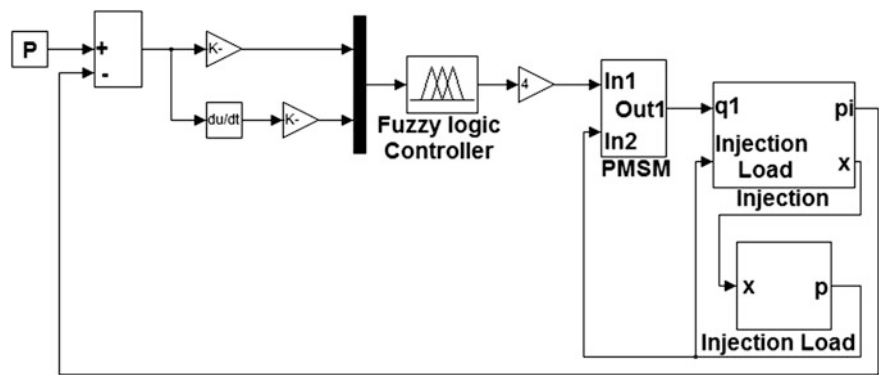 P
+
-
K-
du/dt
K-
Fuzzy logic
Controller
4
In1
Out1
In2
PMSM
q1
pi
Injection
Load
x
Injection
x
p
Injection Load